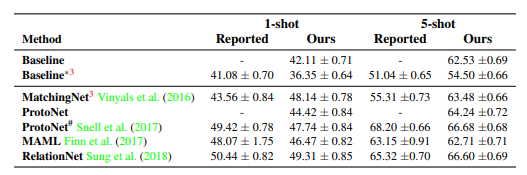 1-shot 5-shot
Method Reported Ours Reported Ours
Baseline - 42.11 ± 0.71 - 62.53 ±0.69
Baseline*3 41.08 ± 0.70 36.35 ± 0.64 51.04 ± 0.65 54.50 ±0.66
MatchingNet3 Vinyals et al. (2016) 43.56 ± 0.84 48.14 ± 0.78 55.31 ±0.73 63.48 ±0.66
ProtoNet - 44.42 ± 0.84 - 64.24 ±0.72
ProtoNet# Snell et al. (2017) 49.42 ± 0.78 47.74 ± 0.84 68.20 ±0.66 66.68 ±0.68
MAML Finn et al. (2017) 48.07 ± 1.75 46.47 ± 0.82 63.15 ±0.91 62.71 ±0.71
RelationNet Sung et al. (2018) 50.44 ± 0.82 49.31 ± 0.85 65.32 ±0.70 66.60 ±0.69